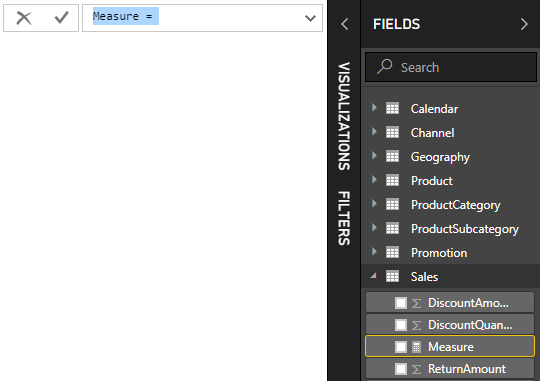 Measure =
FIELDS
Search
VISUALIZATIONS
FILTERS
Calendar
Channel
Geography
Product
ProductCategory
ProductSubcategory
Promotion
Sales
DiscountAmo...
DiscountQuan...
Measure
ReturnAmount